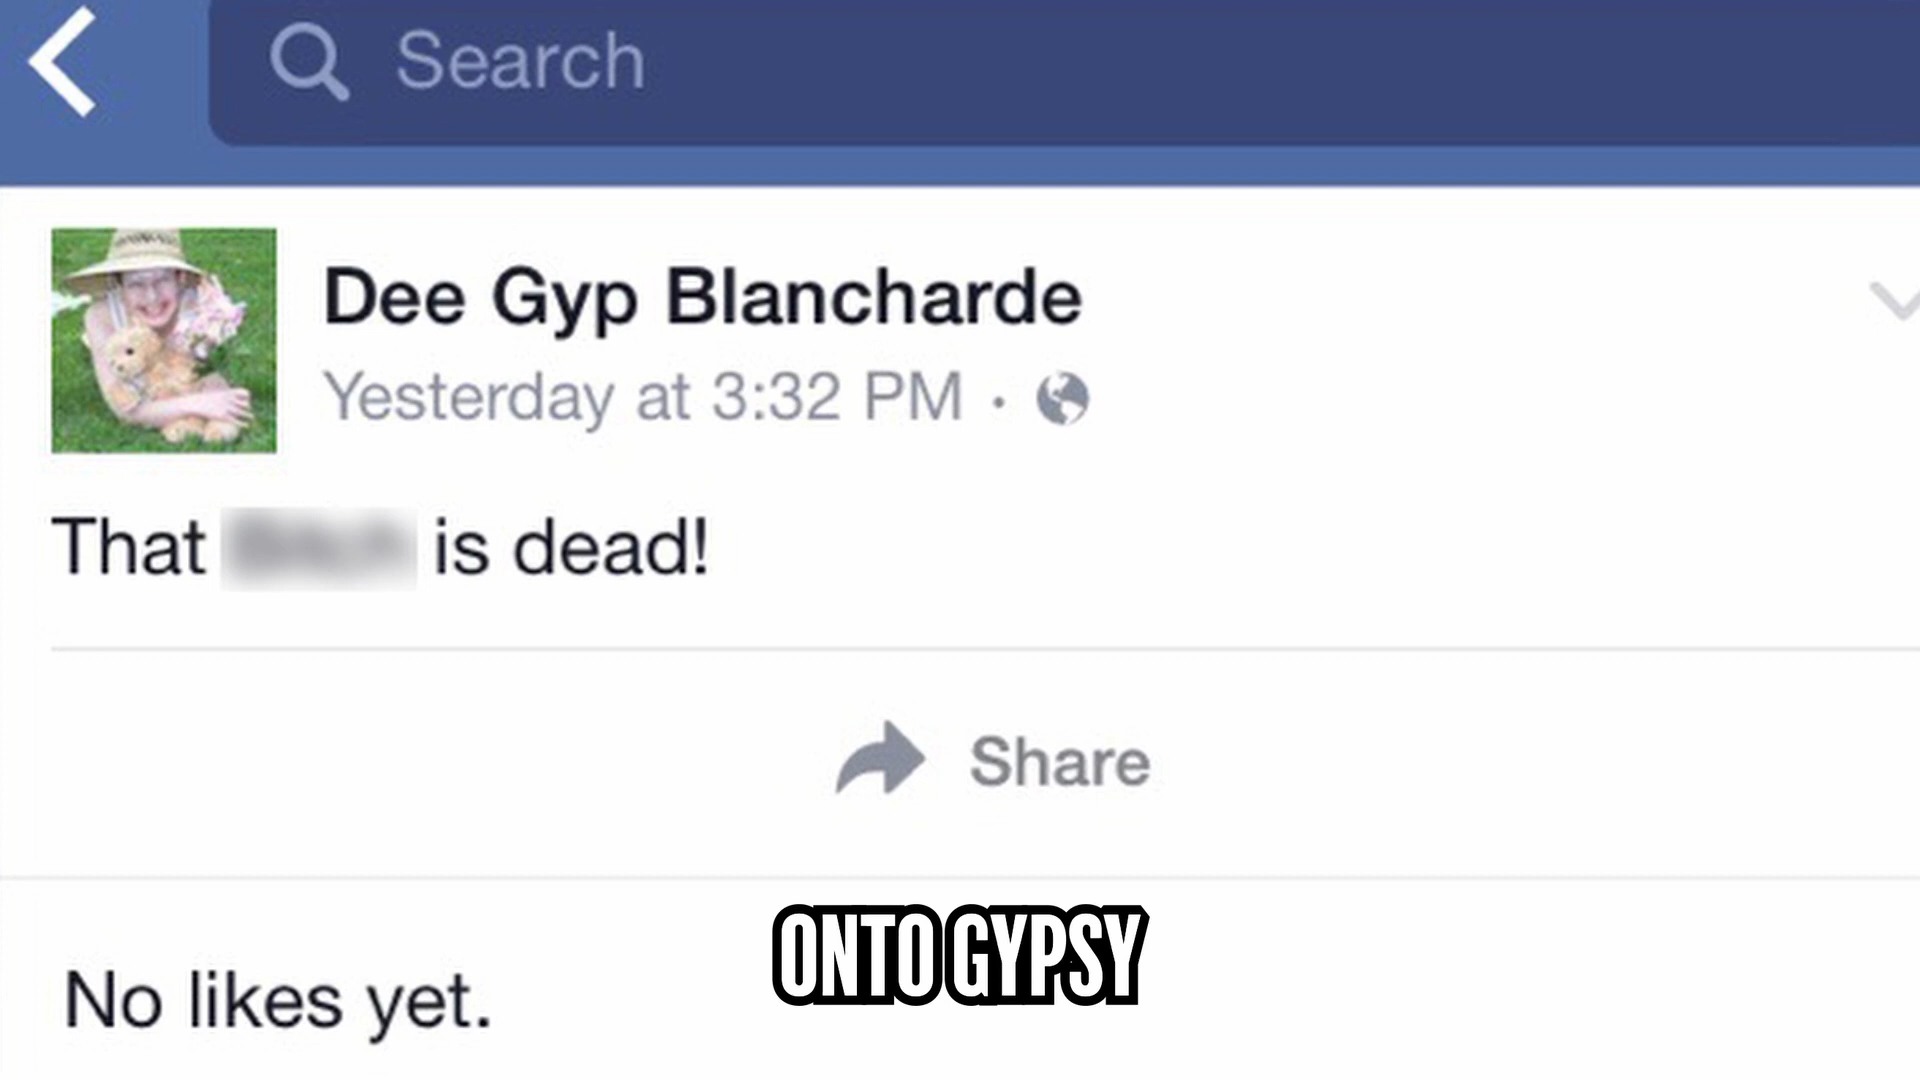 Search
Dee Gyp Blancharde
Yesterday at 3:32 PM ·
That is dead!
Share
No likes yet.
ONTO GYPSY